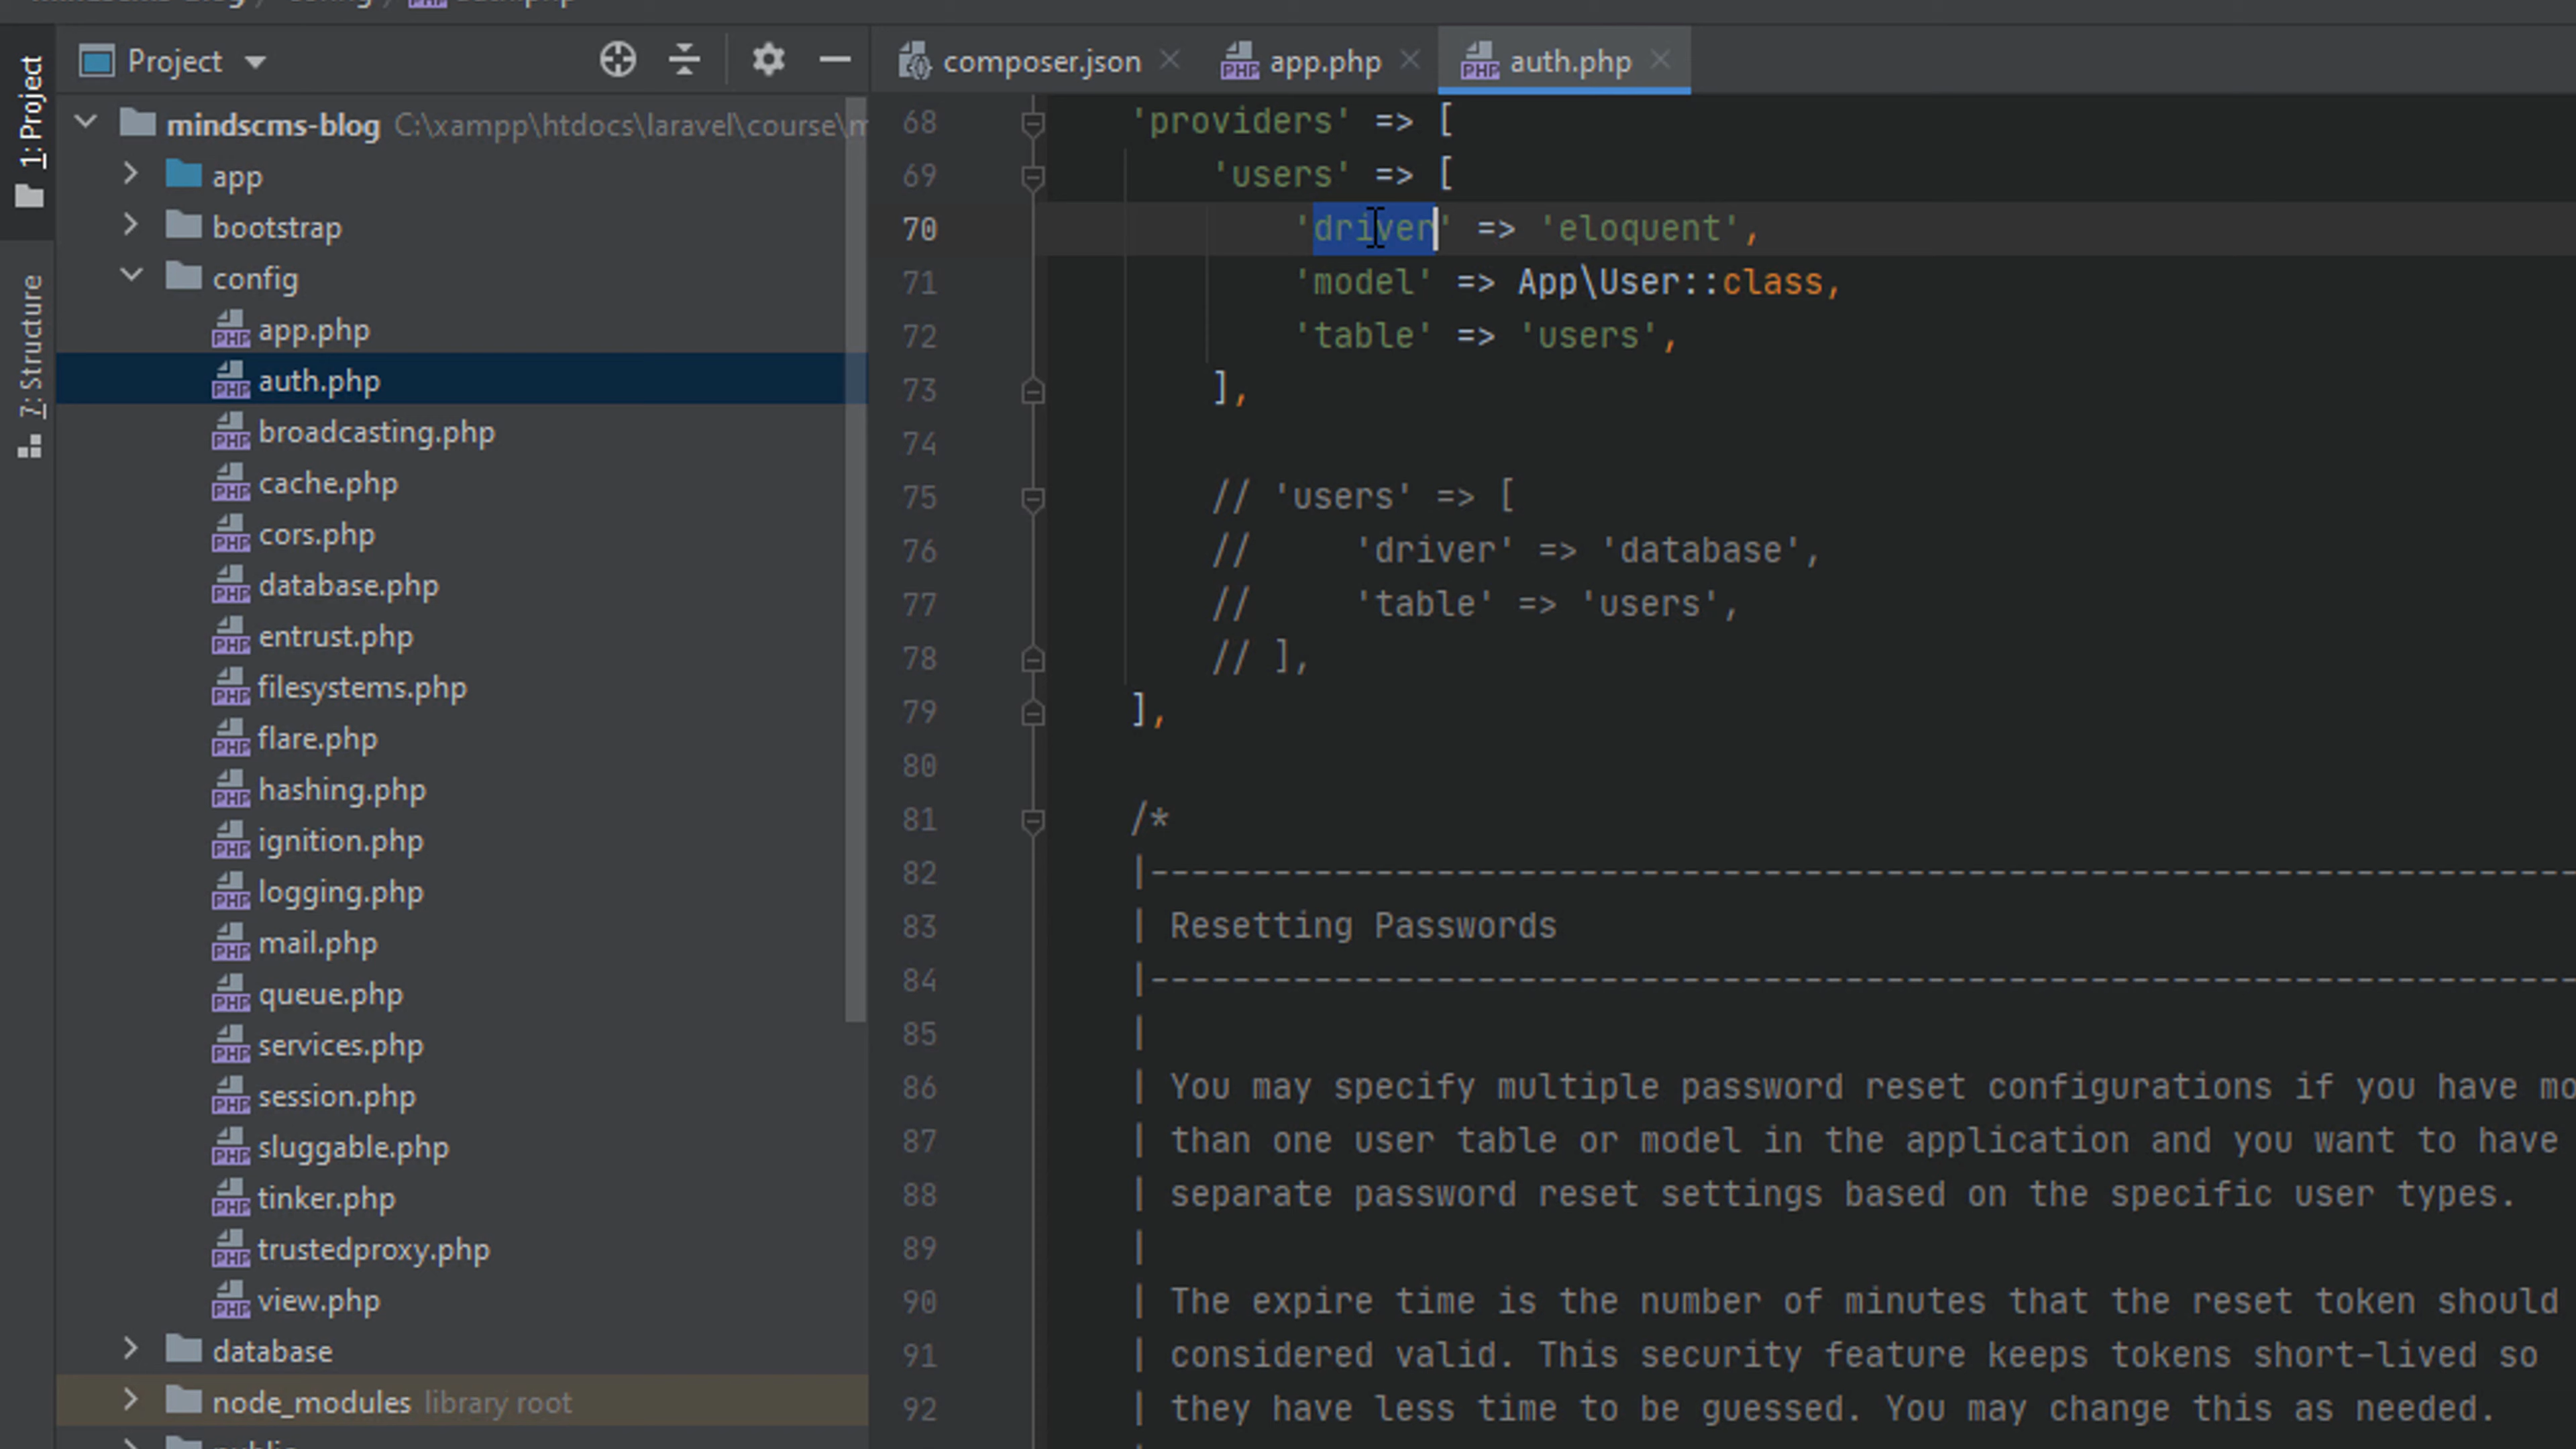 1: Project
7: Structure
Project
mindscms-blog C:\xampp\htdocs\laravel\course\m
app
bootstrap
config
app.php
auth.php
broadcasting.php
cache.php
cors.php
database.php
entrust.php
filesystems.php
flare.php
hashing.php
ignition.php
logging.php
mail.php
queue.php
services.php
session.php
sluggable.php
tinker.php
trustedproxy.php
view.php
database
node_modules library root
composer.json
app.php
auth.php
68 'providers' => [
69 'users' => [
70 'driver' => 'eloquent',
71 'model' => App\User::class,
72 'table' => 'users',
73 ],
74
75 // 'users' => [
76 // 'driver' => 'database',
77 // 'table' => 'users',
78 // ],
79 ],
80
81 /*
82 |--------------------------------------------------------------------------
83 | Resetting Passwords
84 |--------------------------------------------------------------------------
85 |
86 | You may specify multiple password reset configurations if you have mo
87 | than one user table or model in the application and you want to have
88 | separate password reset settings based on the specific user types.
89 |
90 | The expire time is the number of minutes that the reset token should
91 | considered valid. This security feature keeps tokens short-lived so
92 | they have less time to be guessed. You may change this as needed.